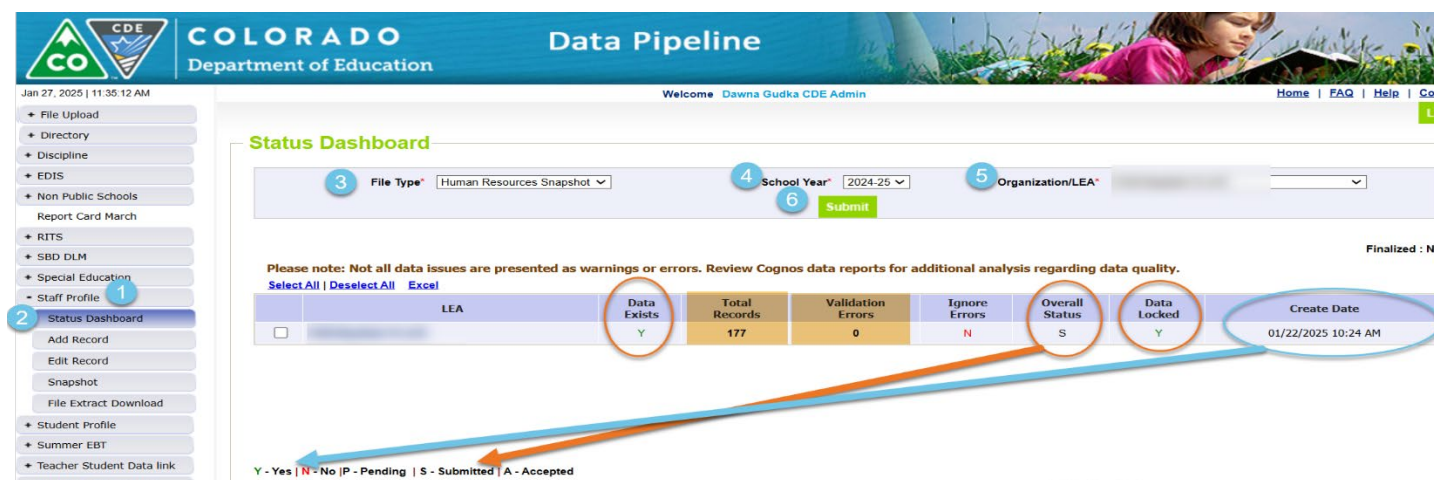 CDE
CO
COLORADO
Department of Education
Data Pipeline
Jan 27, 2025 | 11:35:12 AM
Welcome Dawna Gudka CDE Admin
Home | FAQ | Help |
+ File Upload
+ Directory
+ Discipline
+ EDIS
+ Non Public Schools
Report Card March
+ RITS
+ SBD DLM
+ Special Education
- Staff Profile 1
2 Status Dashboard
Add Record
Edit Record
Snapshot
File Extract Download
+ Student Profile
+ Summer EBT
+ Teacher Student Data link
Status Dashboard
3 File Type* Human Resources Snapshot
4 School Year* 2024-25
5 Organization/LEA*
6 Submit
Finalized : N
Please note: Not all data issues are presented as warnings or errors. Review Cognos data reports for additional analysis regarding data quality.
Select All | Deselect All Excel
LEA Data Exists Total Records Validation Errors Ignore Errors Overall Status Data Locked Create Date
Y 177 0 N S Y 01/22/2025 10:24 AM
Y - Yes | N - No |P - Pending | S - Submitted | A - Accepted